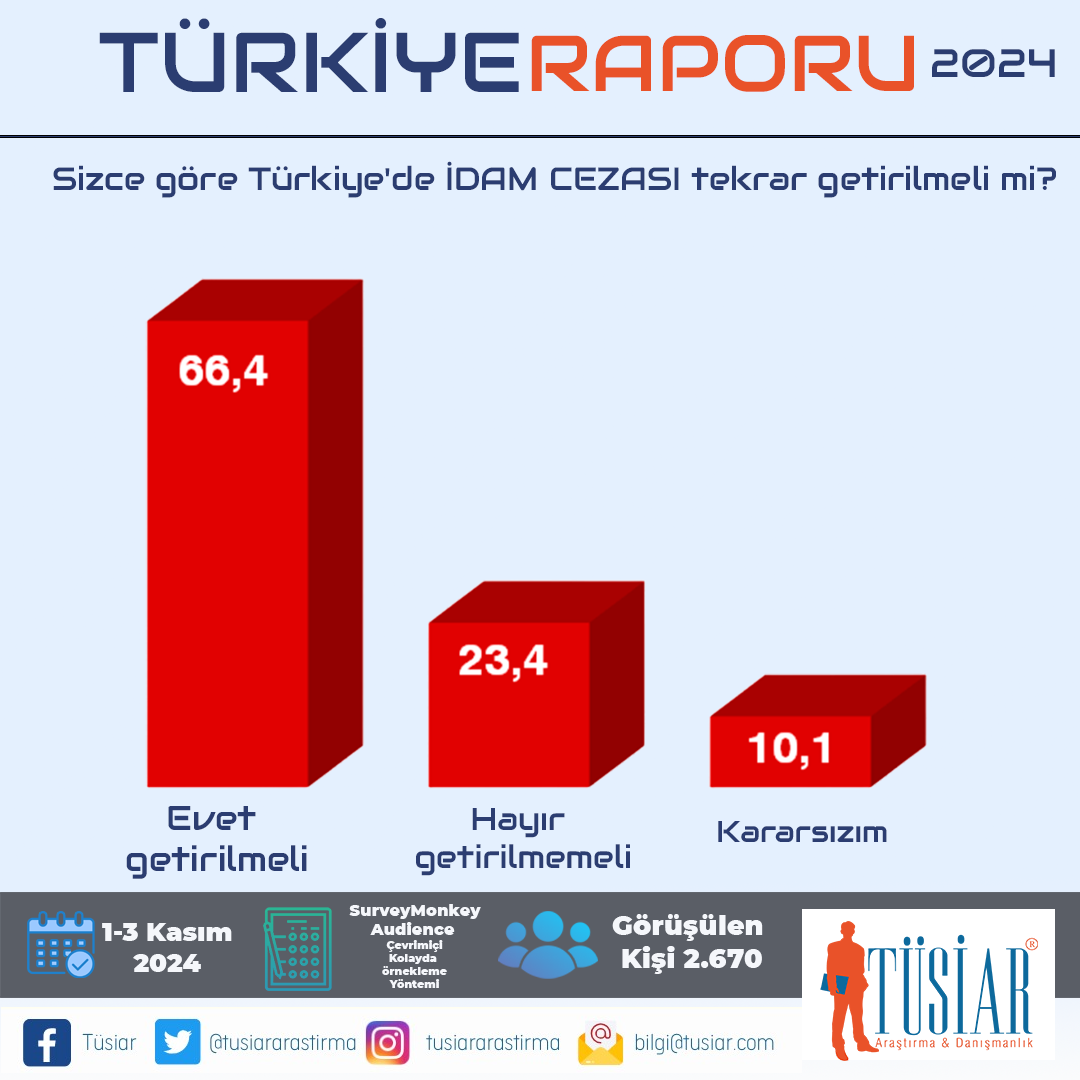 TÜRKİYERAPORU 2024
Sizce göre Türkiye'de İDAM CEZASI tekrar getirilmeli mi?
66,4
23,4
10,1
Evet
getirilmeli
Hayır
getirilmemeli
Kararsızım
1-3 Kasım
2024
SurveyMonkey
Audience
Çevrimiçi
Kolayda
örnekleme
Yöntemi
Görüşülen
Kişi 2.670
TÜSİAR®
Araştırma & Danışmanlık
Tüsiar
@tusiararastirma
tusiararastirma
bilgi@tusiar.com